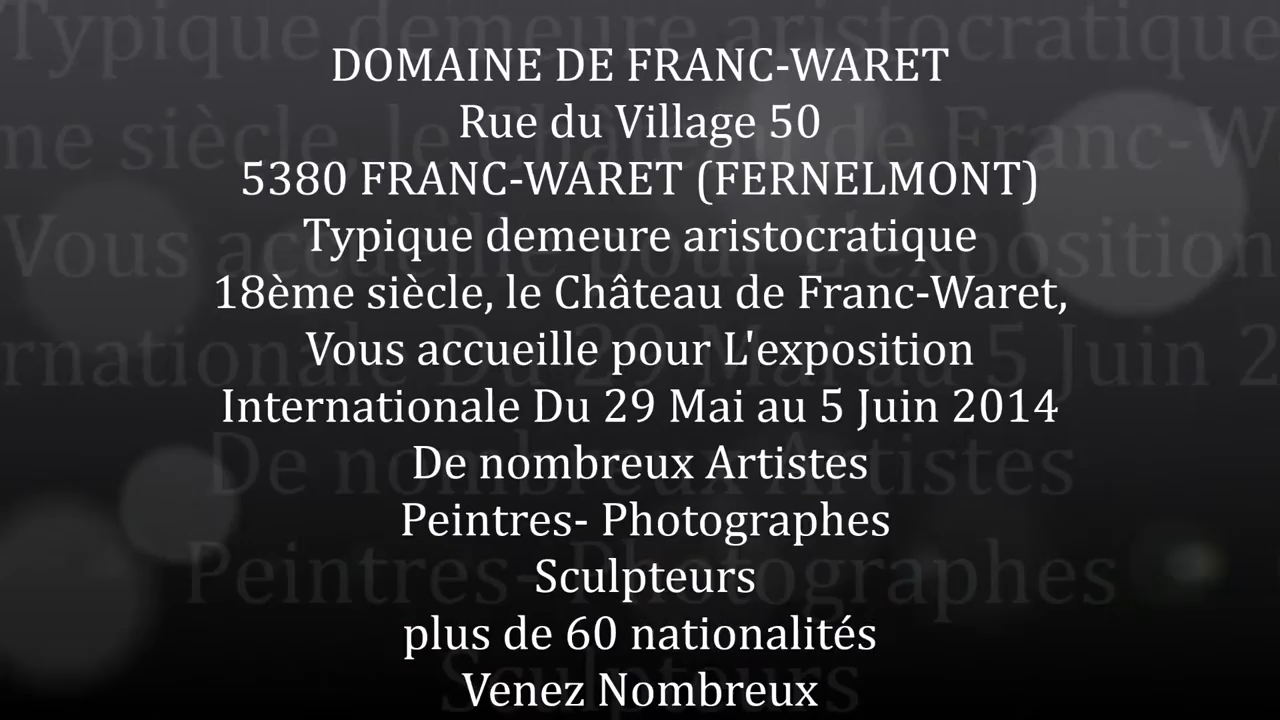 DOMAINE DE FRANC-WARET
Rue du Village 50
5380 FRANC-WARET (FERNELMONT)
Typique demeure aristocratique
18ème siècle, le Château de Franc-Waret,
Vous accueille pour L'exposition
Internationale Du 29 Mai au 5 Juin 2014
De nombreux Artistes
Peintres- Photographes
Sculpteurs
plus de 60 nationalités
Venez Nombreux